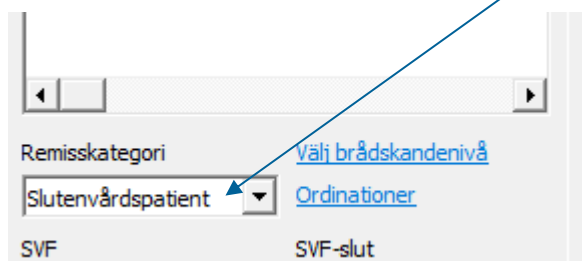 Remisskategori Välj brådskandenivå
Slutenvårdspatient Ordinationer
SVF SVF-slut